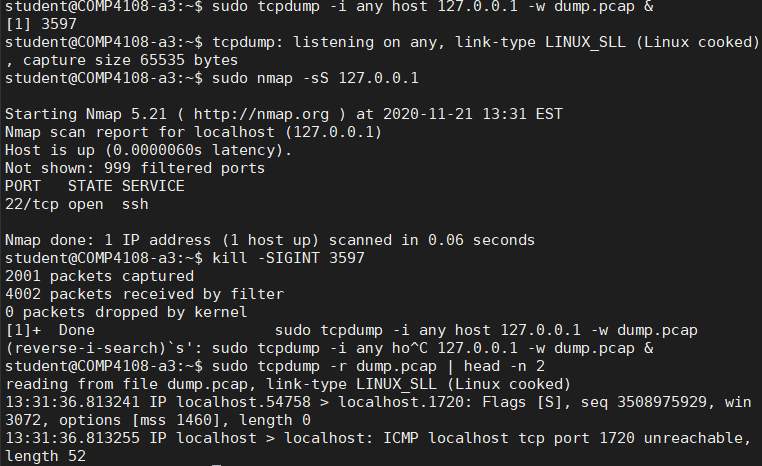 student@COMP4108-a3:~$ sudo tcpdump -i any host 127.0.0.1 -w dump.pcap &
[1] 3597
student@COMP4108-a3:~$ tcpdump: listening on any, link-type LINUX_SLL (Linux cooked)
, capture size 65535 bytes
student@COMP4108-a3:~$ sudo nmap -sS 127.0.0.1
Starting Nmap 5.21 ( http://nmap.org ) at 2020-11-21 13:31 EST
Nmap scan report for localhost (127.0.0.1)
Host is up (0.0000060s latency).
Not shown: 999 filtered ports
PORT   STATE SERVICE
22/tcp open  ssh
Nmap done: 1 IP address (1 host up) scanned in 0.06 seconds
student@COMP4108-a3:~$ kill -SIGINT 3597
2001 packets captured
4002 packets received by filter
0 packets dropped by kernel
[1]+  Done                    sudo tcpdump -i any host 127.0.0.1 -w dump.pcap
(reverse-i-search)`s': sudo tcpdump -i any ho^C 127.0.0.1 -w dump.pcap &
student@COMP4108-a3:~$ sudo tcpdump -r dump.pcap | head -n 2
reading from file dump.pcap, link-type LINUX_SLL (Linux cooked)
13:31:36.813241 IP localhost.54758 > localhost.1720: Flags [S], seq 3508975929, win
3072, options [mss 1460], length 0
13:31:36.813255 IP localhost > localhost: ICMP localhost tcp port 1720 unreachable,
length 52